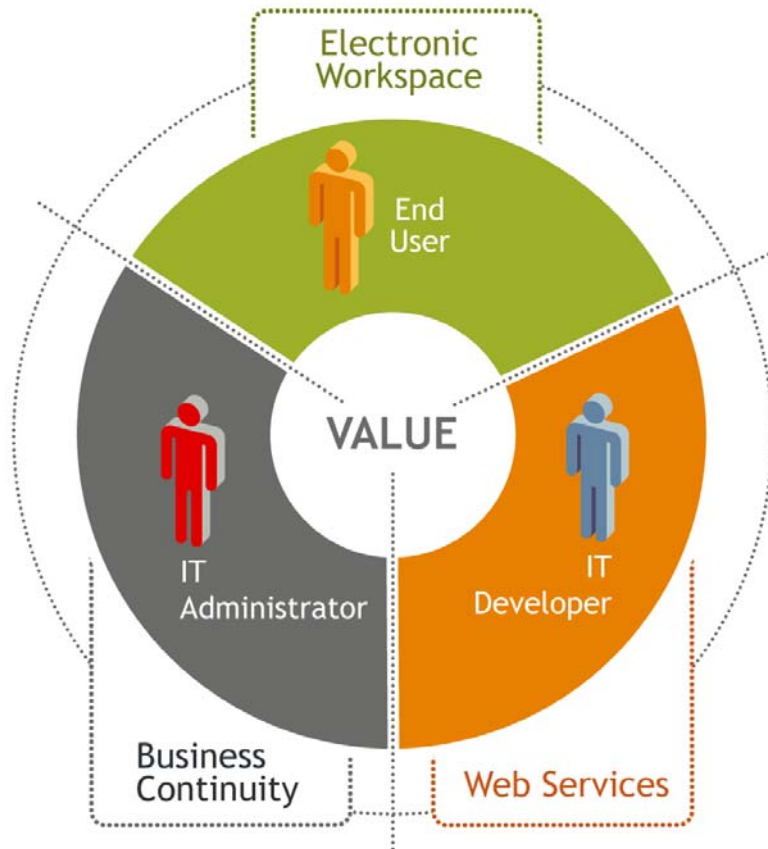 Electronic
Workspace
End
User
VALUE
IT
Administrator
IT
Developer
Business
Continuity
Web Services